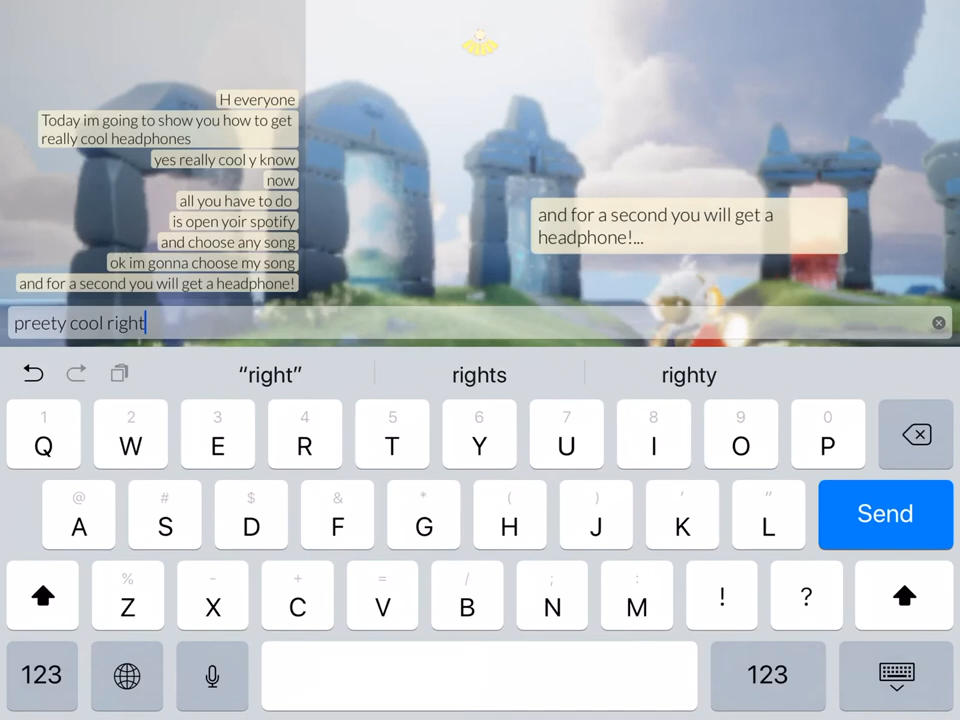 H everyone
Today im going to show you how to get
really cool headphones
yes really cool y know
now
all you have to do
is open yoir spotify
and choose any song
ok im gonna choose my song
and for a second you will get a headphone!
and for a second you will get a
headphone!...
preety cool right
“right” rights righty
1 2 3 4 5 6 7 8 9 0
Q W E R T Y U I O P
@ # $ & * ( ) ' "
A S D F G H J K L Send
% - + = / ; :
Z X C V B N M ! ?
123 123